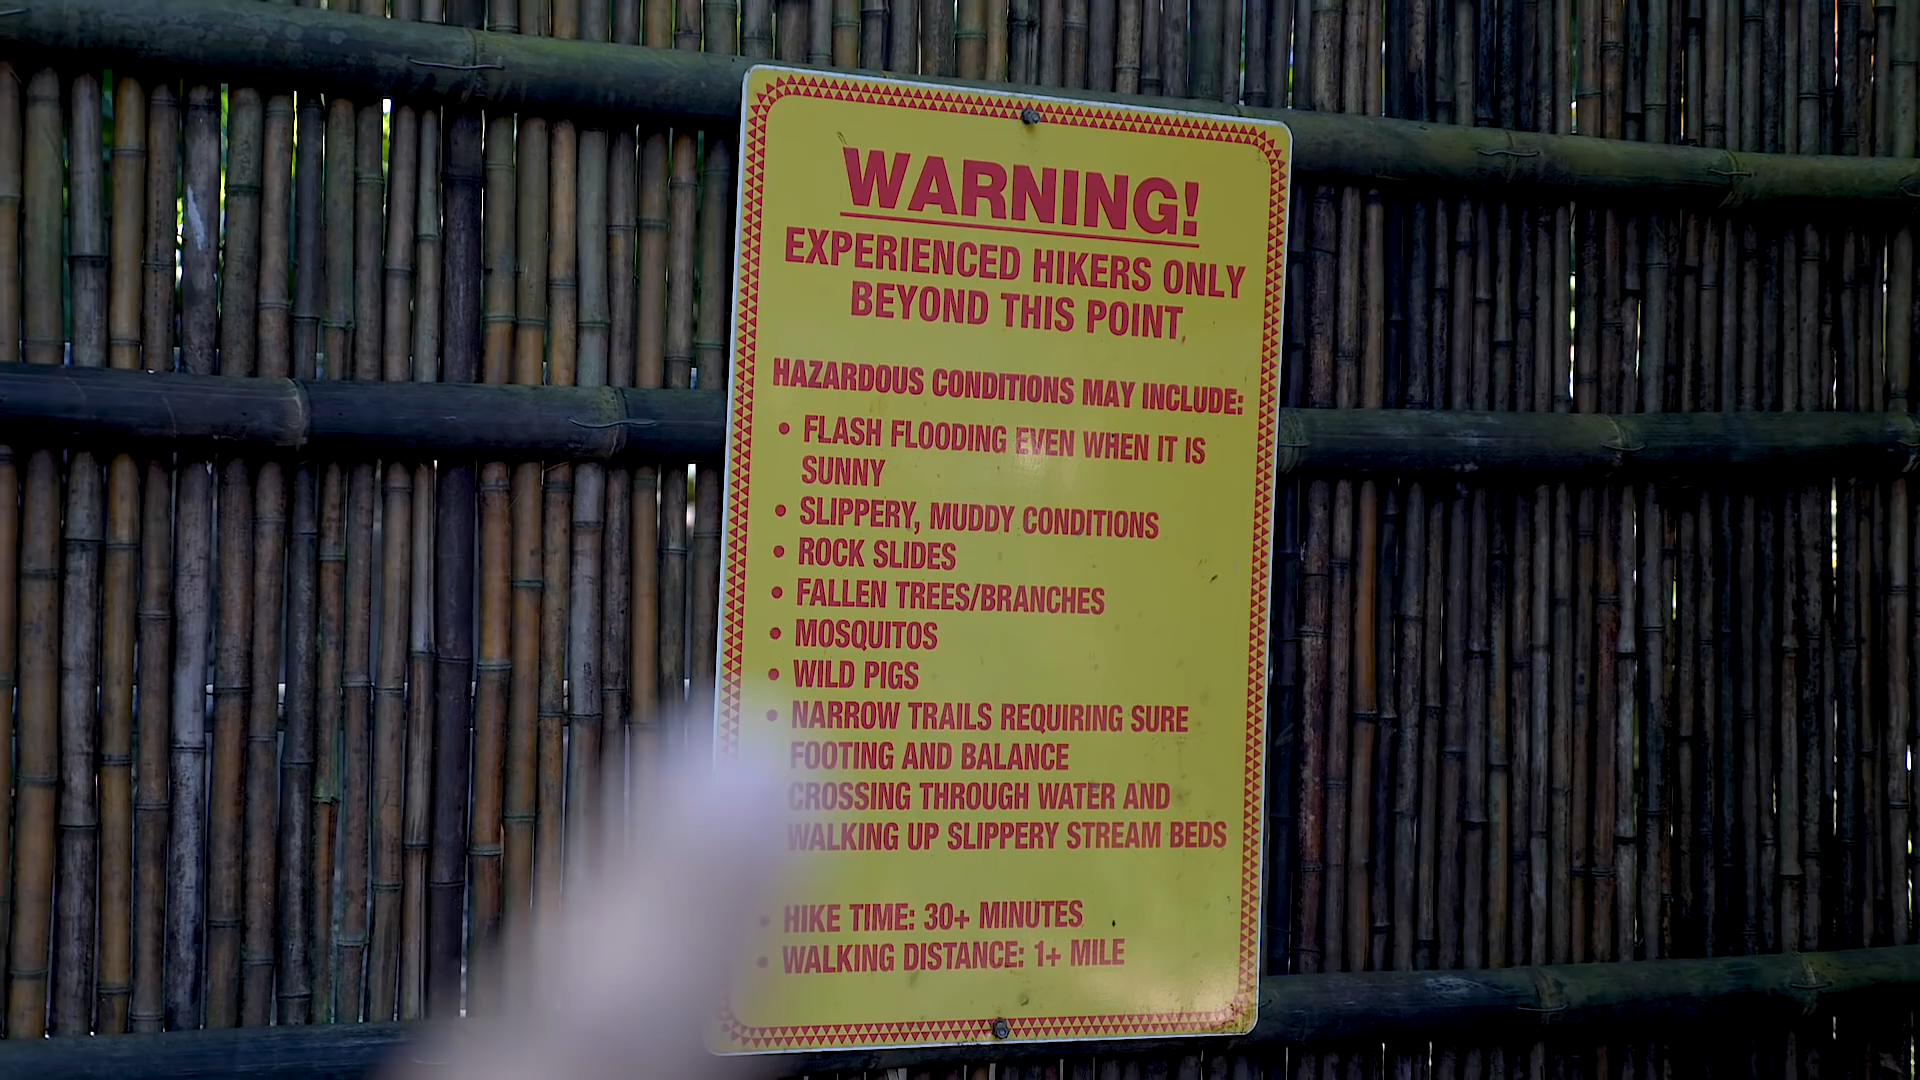 WARNING!
EXPERIENCED HIKERS ONLY
BEYOND THIS POINT
HAZARDOUS CONDITIONS MAY INCLUDE:
• FLASH FLOODING EVEN WHEN IT IS
SUNNY
• SLIPPERY, MUDDY CONDITIONS
• ROCK SLIDES
• FALLEN TREES/BRANCHES
• MOSQUITOS
• WILD PIGS
• NARROW TRAILS REQUIRING SURE
FOOTING AND BALANCE
CROSSING THROUGH WATER AND
WALKING UP SLIPPERY STREAM BEDS
• HIKE TIME: 30+ MINUTES
• WALKING DISTANCE: 1+ MILE